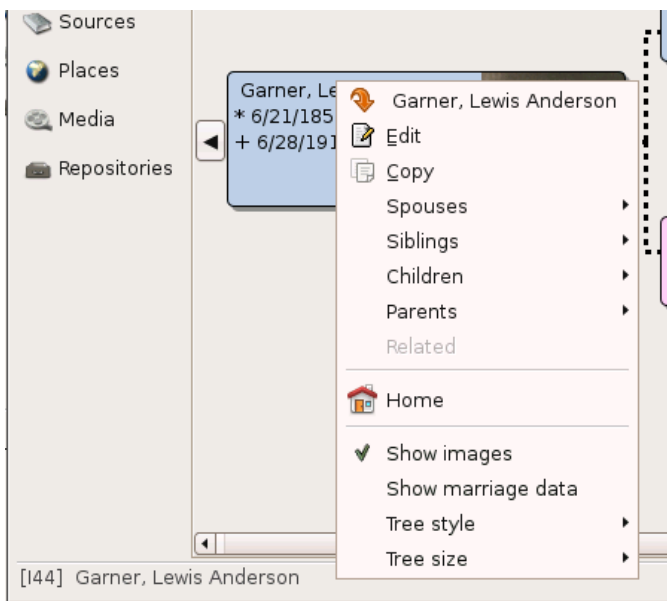 Sources
Places
Media
Repositories
Garner, Le
* 6/21/185
+ 6/28/191
Garner, Lewis Anderson
Edit
Copy
Spouses
Siblings
Children
Parents
Related
Home
Show images
Show marriage data
Tree style
Tree size
[I44] Garner, Lewis Anderson